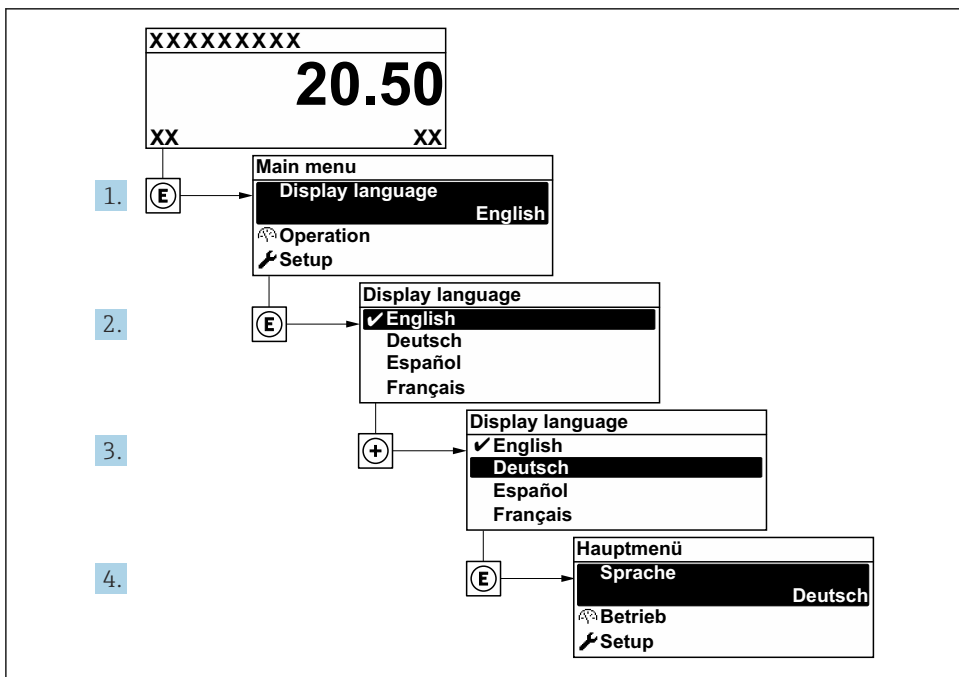 XXXXXXXXX
20.50
XX XX
1. E
Main menu
Display language
English
Operation
Setup
2. E
Display language
✔ English
Deutsch
Español
Français
3. +
Display language
✔ English
Deutsch
Español
Français
4. E
Hauptmenü
Sprache
Deutsch
Betrieb
Setup